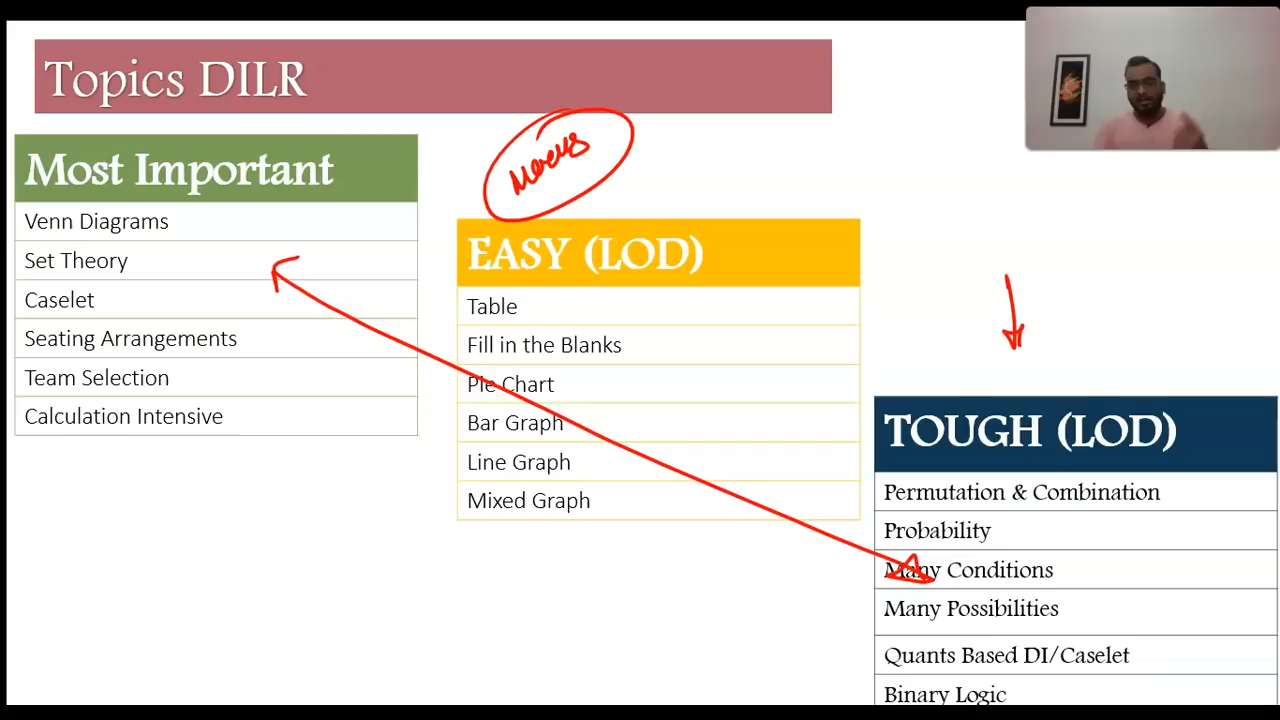 Topics DILR
Most Important
Venn Diagrams
Set Theory
Caselet
Seating Arrangements
Team Selection
Calculation Intensive
EASY (LOD)
Table
Fill in the Blanks
Pie Chart
Bar Graph
Line Graph
Mixed Graph
TOUGH (LOD)
Permutation & Combination
Probability
Many Conditions
Many Possibilities
Quants Based DI/Caselet
Binary Logic